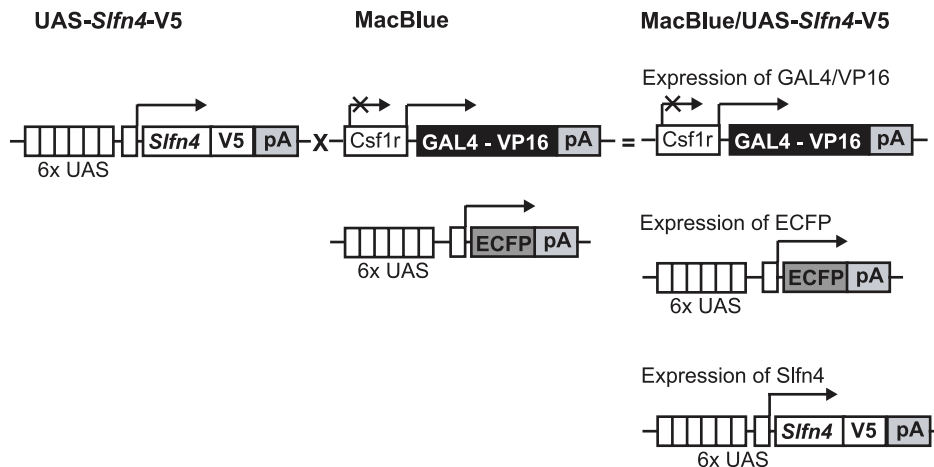 UAS-Slfn4-V5
MacBlue
MacBlue/UAS-Slfn4-V5
Expression of GAL4/VP16
Slfn4 V5 pA
6x UAS
X
Csf1r GAL4 - VP16 pA
=
Csf1r GAL4 - VP16 pA
ECFP pA
6x UAS
Expression of ECFP
ECFP pA
6x UAS
Expression of Slfn4
Slfn4 V5 pA
6x UAS